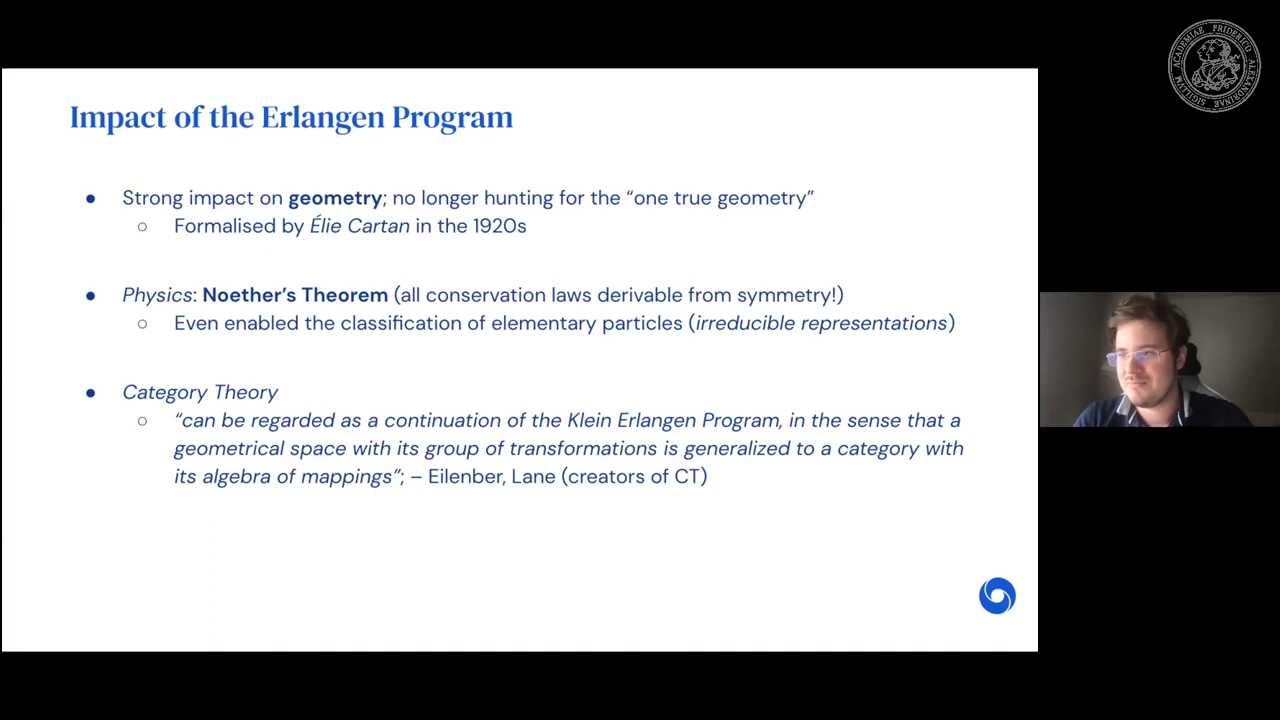 Impact of the Erlangen Program
● Strong impact on geometry; no longer hunting for the “one true geometry”
○ Formalised by Élie Cartan in the 1920s
● Physics: Noether’s Theorem (all conservation laws derivable from symmetry!)
○ Even enabled the classification of elementary particles (irreducible representations)
● Category Theory
○ “can be regarded as a continuation of the Klein Erlangen Program, in the sense that a
geometrical space with its group of transformations is generalized to a category with
its algebra of mappings”; – Eilenber, Lane (creators of CT)
ACADEMIAE FRIDERICO ALEXANDRINAE SIGILLVM